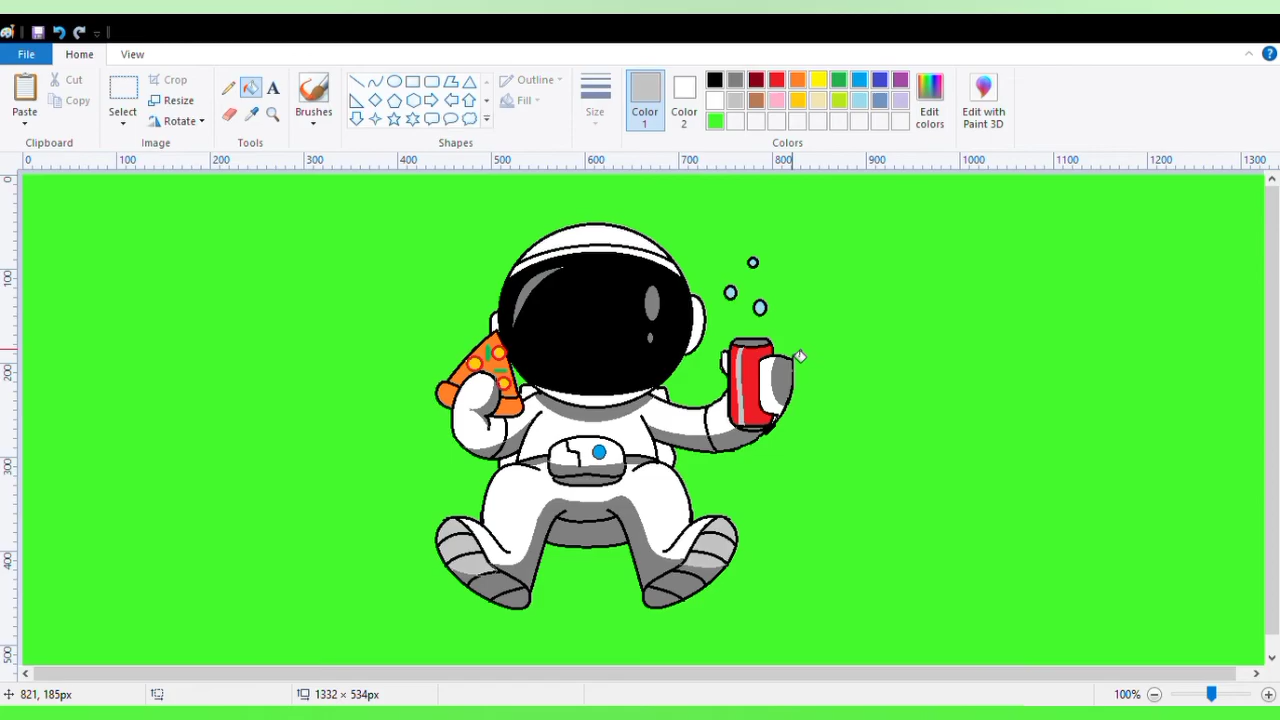 File Home View
Paste
Cut
Copy
Clipboard
Select
Crop
Resize
Rotate
Image
A
Tools
Brushes
Outline
Fill
Shapes
Size
Color
1
Color
2
Edit
colors
Colors
Edit with
Paint 3D
?
0 100 200 300 400 500 600 700 800 900 1000 1100 1200 1300
0
100
200
300
400
500
821, 185px
1332 × 534px
100%